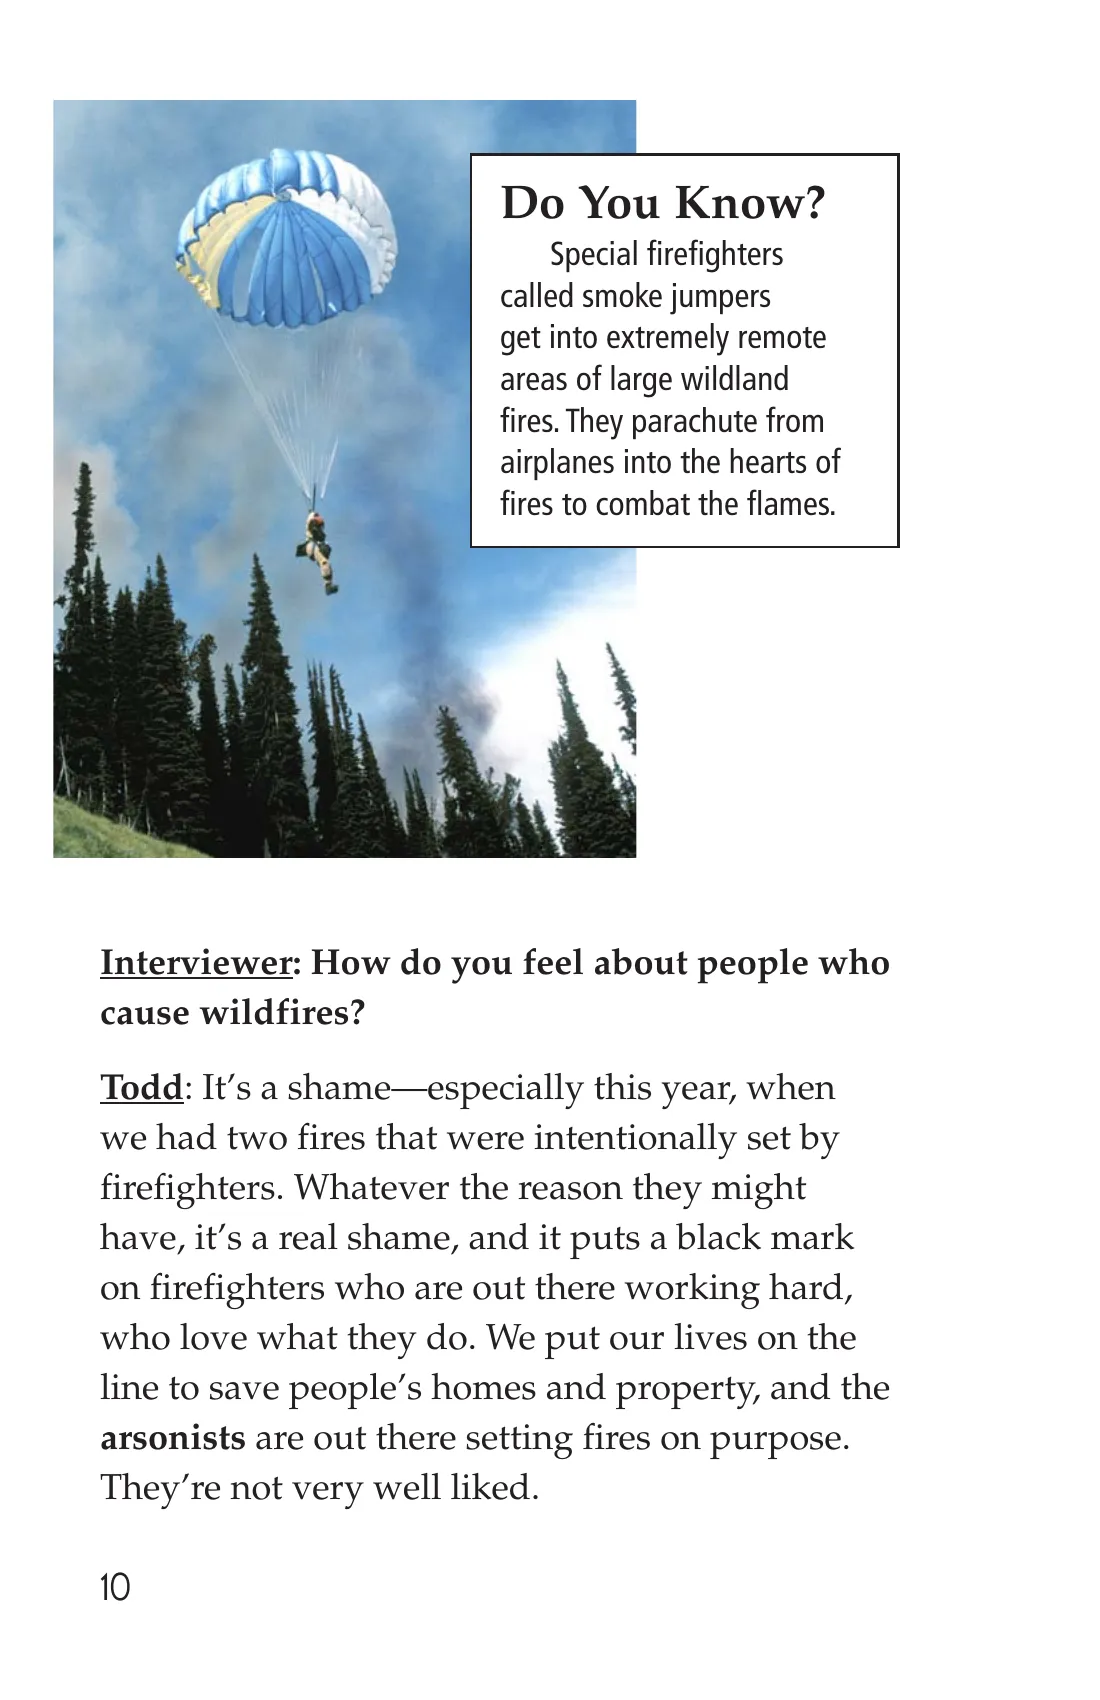 Do You Know?
Special firefighters
called smoke jumpers
get into extremely remote
areas of large wildland
fires. They parachute from
airplanes into the hearts of
fires to combat the flames.
Interviewer: How do you feel about people who
cause wildfires?
Todd: It’s a shame—especially this year, when
we had two fires that were intentionally set by
firefighters. Whatever the reason they might
have, it’s a real shame, and it puts a black mark
on firefighters who are out there working hard,
who love what they do. We put our lives on the
line to save people’s homes and property, and the
arsonists are out there setting fires on purpose.
They’re not very well liked.
10